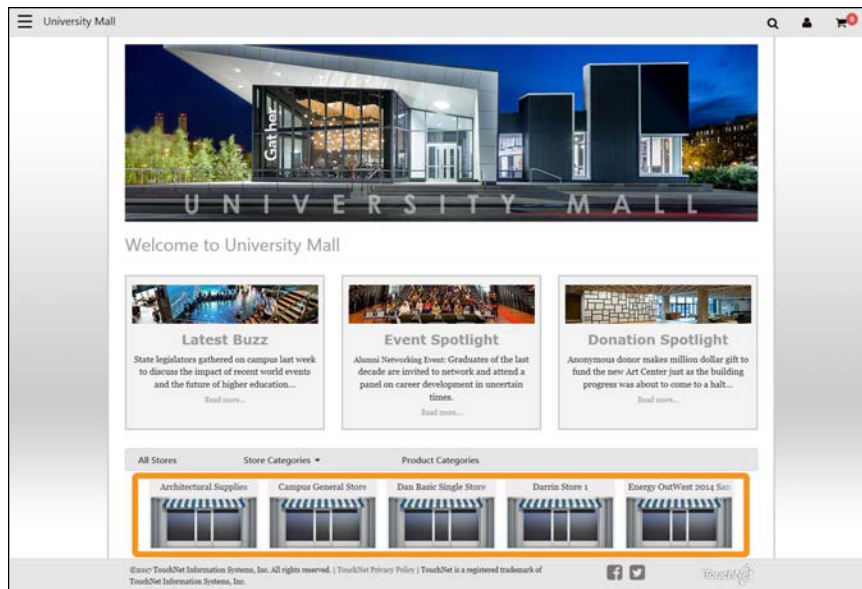 University Mall
0
Gather
UNIVERSITY MALL
Welcome to University Mall
Latest Buzz
State legislators gathered on campus last week
to discuss the impact of recent world events
and the future of higher education...
Read more...
Event Spotlight
Alumni Networking Event: Graduates of the last
decade are invited to network and attend a
panel on career development in uncertain
times.
Read more...
Donation Spotlight
Anonymous donor makes million dollar gift to
fund the new Art Center just as the building
progress was about to come to a halt...
Read more...
All Stores Store Categories Product Categories
Architectural Supplies Campus General Store Dan Basic Single Store Darrin Store 1 Energy OutWest 2014 San
©2017 TouchNet Information Systems, Inc. All rights reserved. | TouchNet Privacy Policy | TouchNet is a registered trademark of
TouchNet Information Systems, Inc.
TouchNet